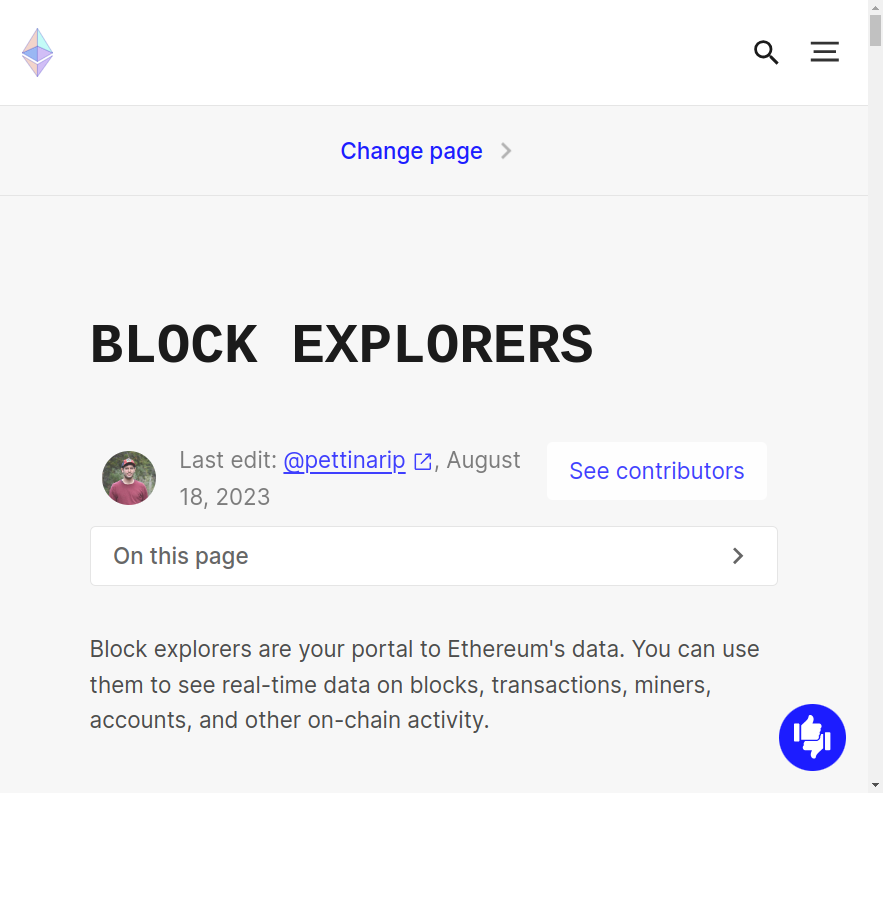 Change page
BLOCK EXPLORERS
Last edit: @pettinarip, August
18, 2023
See contributors
On this page
Block explorers are your portal to Ethereum's data. You can use
them to see real-time data on blocks, transactions, miners,
accounts, and other on-chain activity.